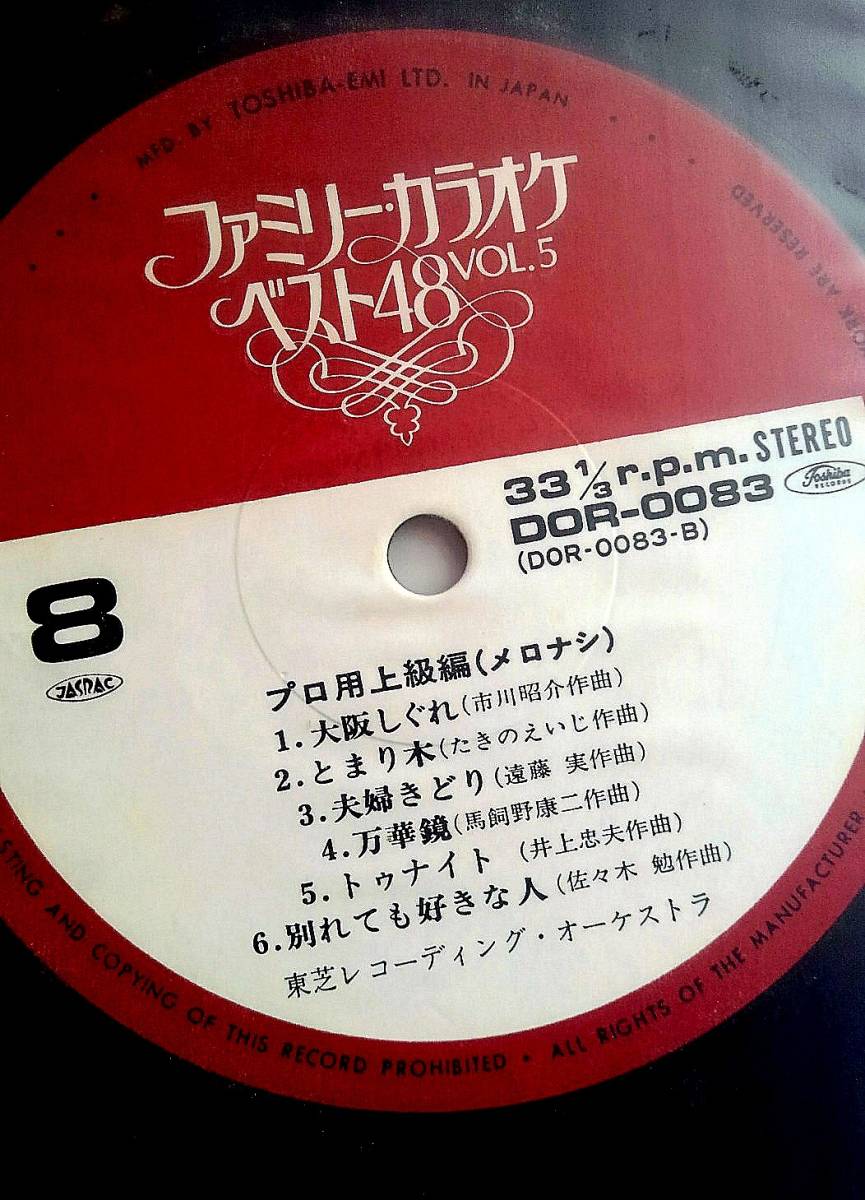 MFD. BY TOSHIBA-EMI LTD. IN JAPAN
ファミリー・カラオケ
ベスト48 VOL.5
33 1/3 r.p.m. STEREO
DOR-0083
Toshiba
RECORDS
(DOR-0083-B)
8
JASRAC
プロ用上級編(メロナシ)
1.大阪しぐれ(市川昭介作曲)
2.とまり木(たきのえいじ作曲)
3.夫婦きどり(遠藤 実作曲)
4.万華鏡(馬飼野康二作曲)
5.トゥナイト (井上忠夫作曲)
6.別れても好きな人(佐々木 勉作曲)
東芝レコーディング・オーケストラ
ALL RIGHTS OF THE MANUFACTURER
WORK ARE RESERVED
STING AND COPYING OF THIS RECORD PROHIBITED